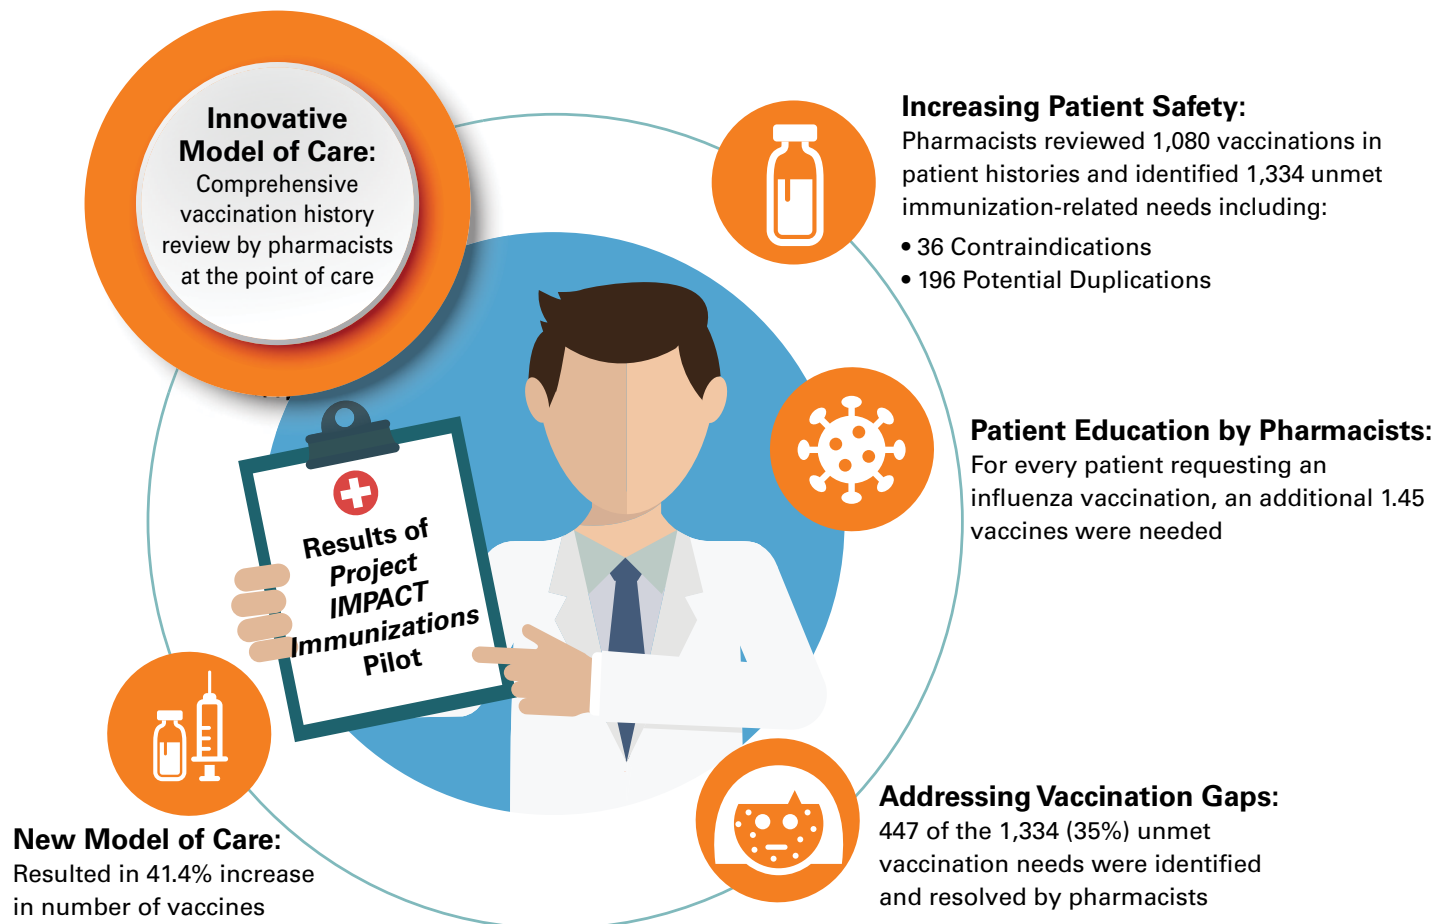 Innovative
Model of Care:
Comprehensive
vaccination history
review by pharmacists
at the point of care
Increasing Patient Safety:
Pharmacists reviewed 1,080 vaccinations in
patient histories and identified 1,334 unmet
immunization-related needs including:
• 36 Contraindications
• 196 Potential Duplications
Patient Education by Pharmacists:
For every patient requesting an
influenza vaccination, an additional 1.45
vaccines were needed
Results of
Project
IMPACT
Immunizations
Pilot
Addressing Vaccination Gaps:
447 of the 1,334 (35%) unmet
vaccination needs were identified
and resolved by pharmacists
New Model of Care:
Resulted in 41.4% increase
in number of vaccines